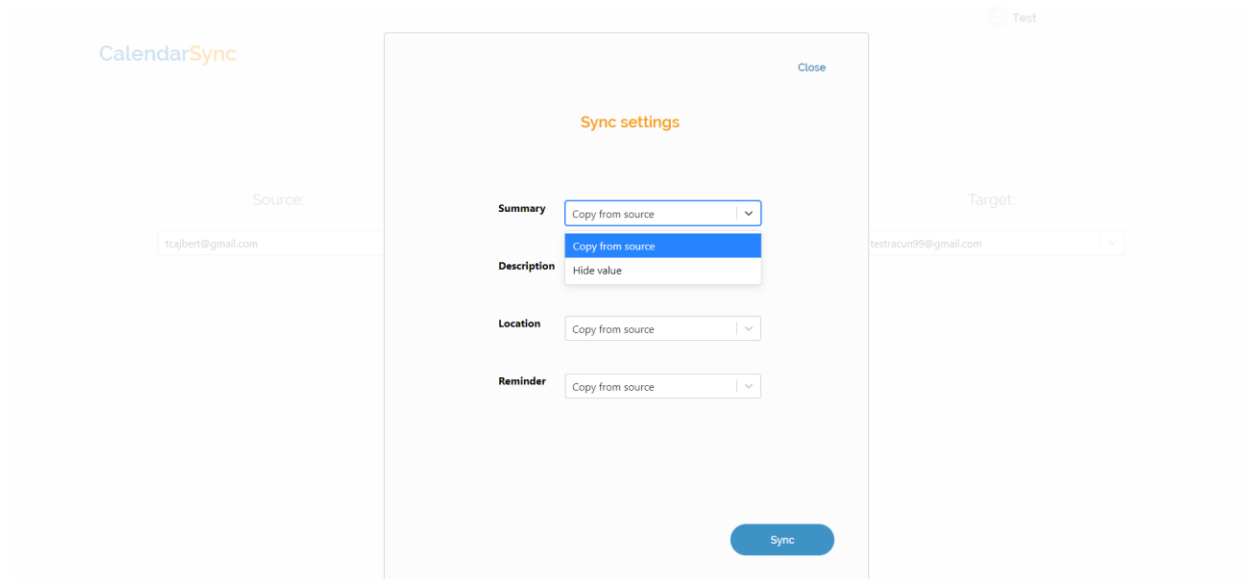 Test
CalendarSync
Close
Sync settings
Source:
Target:
Summary
Copy from source
tcajbert@gmail.com
testracun99@gmail.com
Copy from source
Description
Hide value
Location
Copy from source
Reminder
Copy from source
Sync